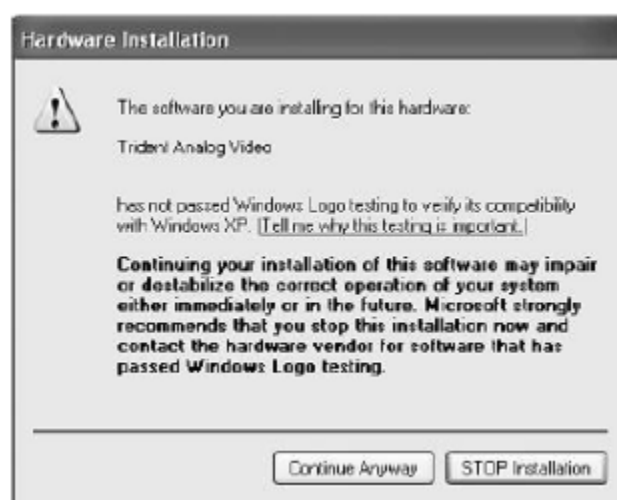 Hardware Installation
The software you are installing for this hardware:
Trident Analog Video
has not passed Windows Logo testing to verify its compatibility
with Windows XP. (Tell me why this testing is important.)
Continuing your installation of this software may impair
or destabilize the correct operation of your system
either immediately or in the future. Microsoft strongly
recommends that you stop this installation now and
contact the hardware vendor for software that has
passed Windows Logo testing.
Continue Anyway
STOP Installation